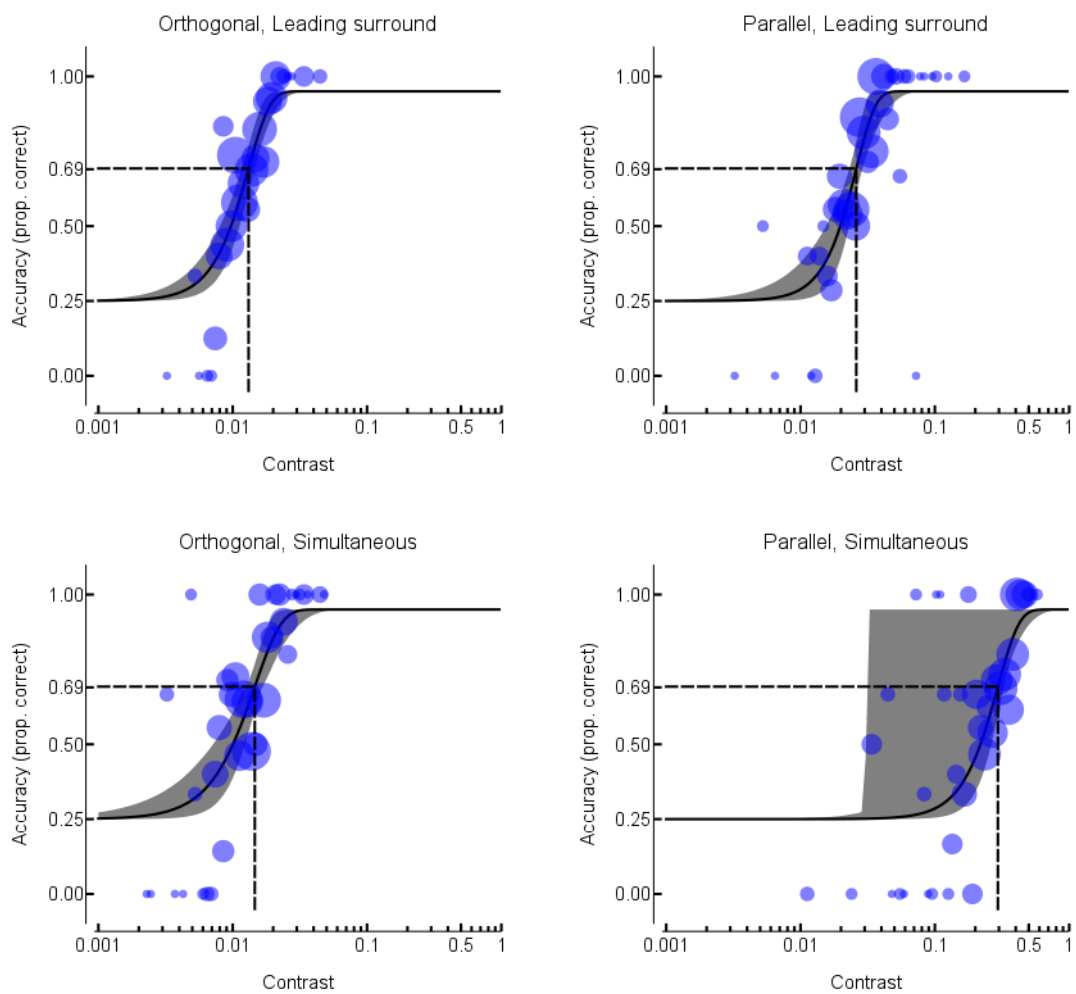 Orthogonal, Leading surround
Accuracy (prop. correct)
1.00
0.69
0.50
0.25
0.00
0.001 0.01 0.1 0.5 1
Contrast
Parallel, Leading surround
Accuracy (prop. correct)
1.00
0.69
0.50
0.25
0.00
0.001 0.01 0.1 0.5 1
Contrast
Orthogonal, Simultaneous
Accuracy (prop. correct)
1.00
0.69
0.50
0.25
0.00
0.001 0.01 0.1 0.5 1
Contrast
Parallel, Simultaneous
Accuracy (prop. correct)
1.00
0.69
0.50
0.25
0.00
0.001 0.01 0.1 0.5 1
Contrast